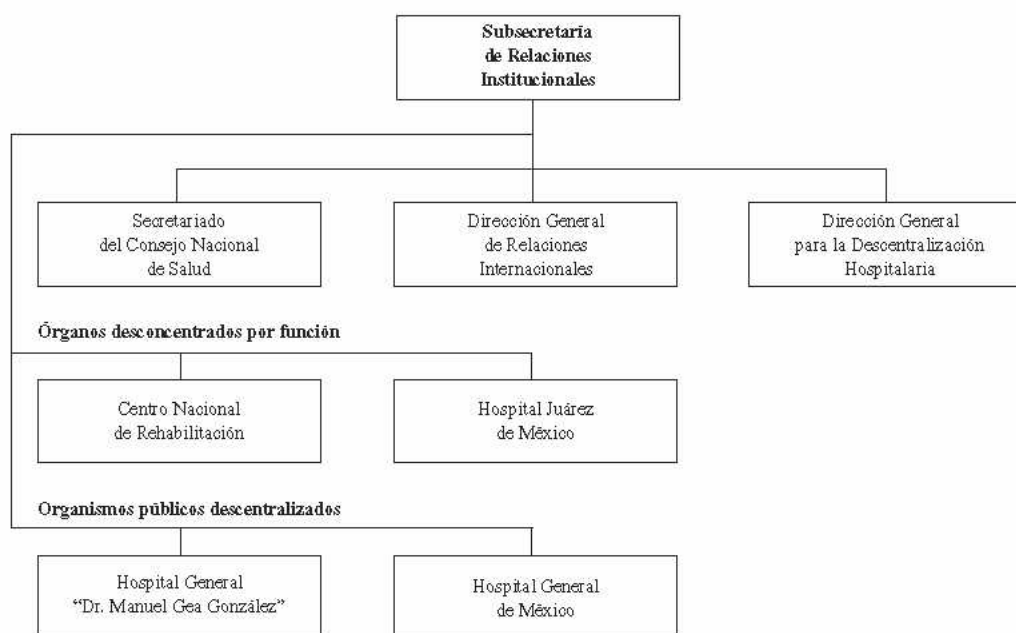 Subsecretaría
de Relaciones
Institucionales
Secretariado
del Consejo Nacional
de Salud
Dirección General
de Relaciones
Internacionales
Dirección General
para la Descentralización
Hospitalaria
Órganos desconcentrados por función
Centro Nacional
de Rehabilitación
Hospital Juárez
de México
Organismos públicos descentralizados
Hospital General
“Dr. Manuel Gea González”
Hospital General
de México